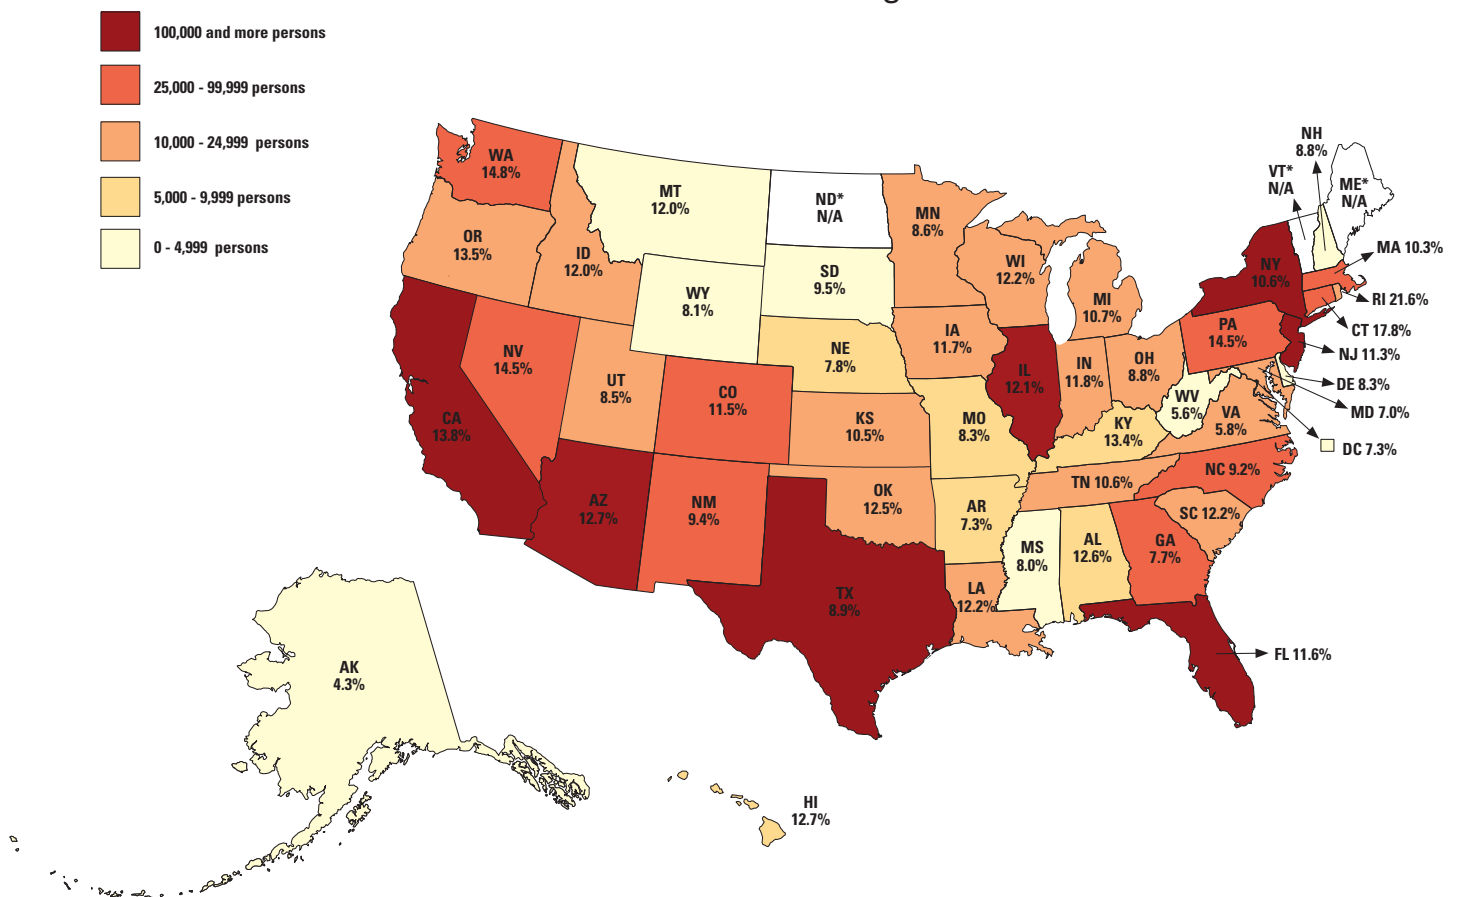 100,000 and more persons
25,000 - 99,999 persons
10,000 - 24,999 persons
5,000 - 9,999 persons
0 - 4,999 persons
WA
14.8%
OR
13.5%
ID
12.0%
MT
12.0%
ND*
N/A
MN
8.6%
SD
9.5%
WY
8.1%
WI
12.2%
MI
10.7%
NH
8.8%
VT*
N/A
ME*
N/A
MA 10.3%
NY
10.6%
RI 21.6%
CT 17.8%
PA
14.5%
NJ 11.3%
DE 8.3%
MD 7.0%
DC 7.3%
NV
14.5%
UT
8.5%
CO
11.5%
NE
7.8%
IA
11.7%
IL
12.1%
IN
11.8%
OH
8.8%
WV
5.6%
VA
5.8%
CA
13.8%
KS
10.5%
MO
8.3%
KY
13.4%
NC 9.2%
TN 10.6%
SC 12.2%
AZ
12.7%
NM
9.4%
OK
12.5%
AR
7.3%
MS
8.0%
AL
12.6%
GA
7.7%
TX
8.9%
LA
12.2%
FL 11.6%
AK
4.3%
HI
12.7%